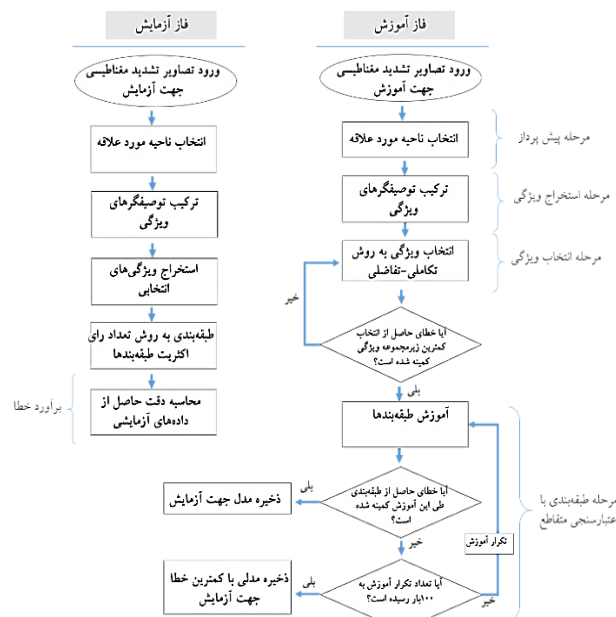 فاز آموزش
ورود تصاویر تشدید مغناطیسی
جهت آموزش
انتخاب ناحیه مورد علاقه
مرحله پیش پرداز
ترکیب توصیفگرهای
ویژگی
مرحله استخراج ویژگی
انتخاب ویژگی به روش
تکاملی-تفاضلی
مرحله انتخاب ویژگی
خیر
آیا خطای حاصل از انتخاب
کمترین زیرمجموعه ویژگی
کمینه شده است؟
بلی
آموزش طبقه‌بندها
آیا خطای حاصل از طبقه‌بندی
طی این آموزش کمینه شده
است؟
بلی
ذخیره مدل جهت آزمایش
خیر
تکرار آموزش
مرحله طبقه‌بندی با
عتبارسنجی متقاطع
آیا تعداد تکرار آموزش به
۱۰۰بار رسیده است؟
خیر
بلی
ذخیره مدلی با کمترین خطا
جهت آزمایش
فاز آزمایش
ورود تصاویر تشدید مغناطیسی
جهت آزمایش
انتخاب ناحیه مورد علاقه
ترکیب توصیفگرهای
ویژگی
استخراج ویژگی‌های
انتخابی
طبقه‌بندی به روش تعداد رای
اکثریت طبقه‌بندها
محاسبه دقت حاصل از
داده‌های آزمایشی
برآورد خطا